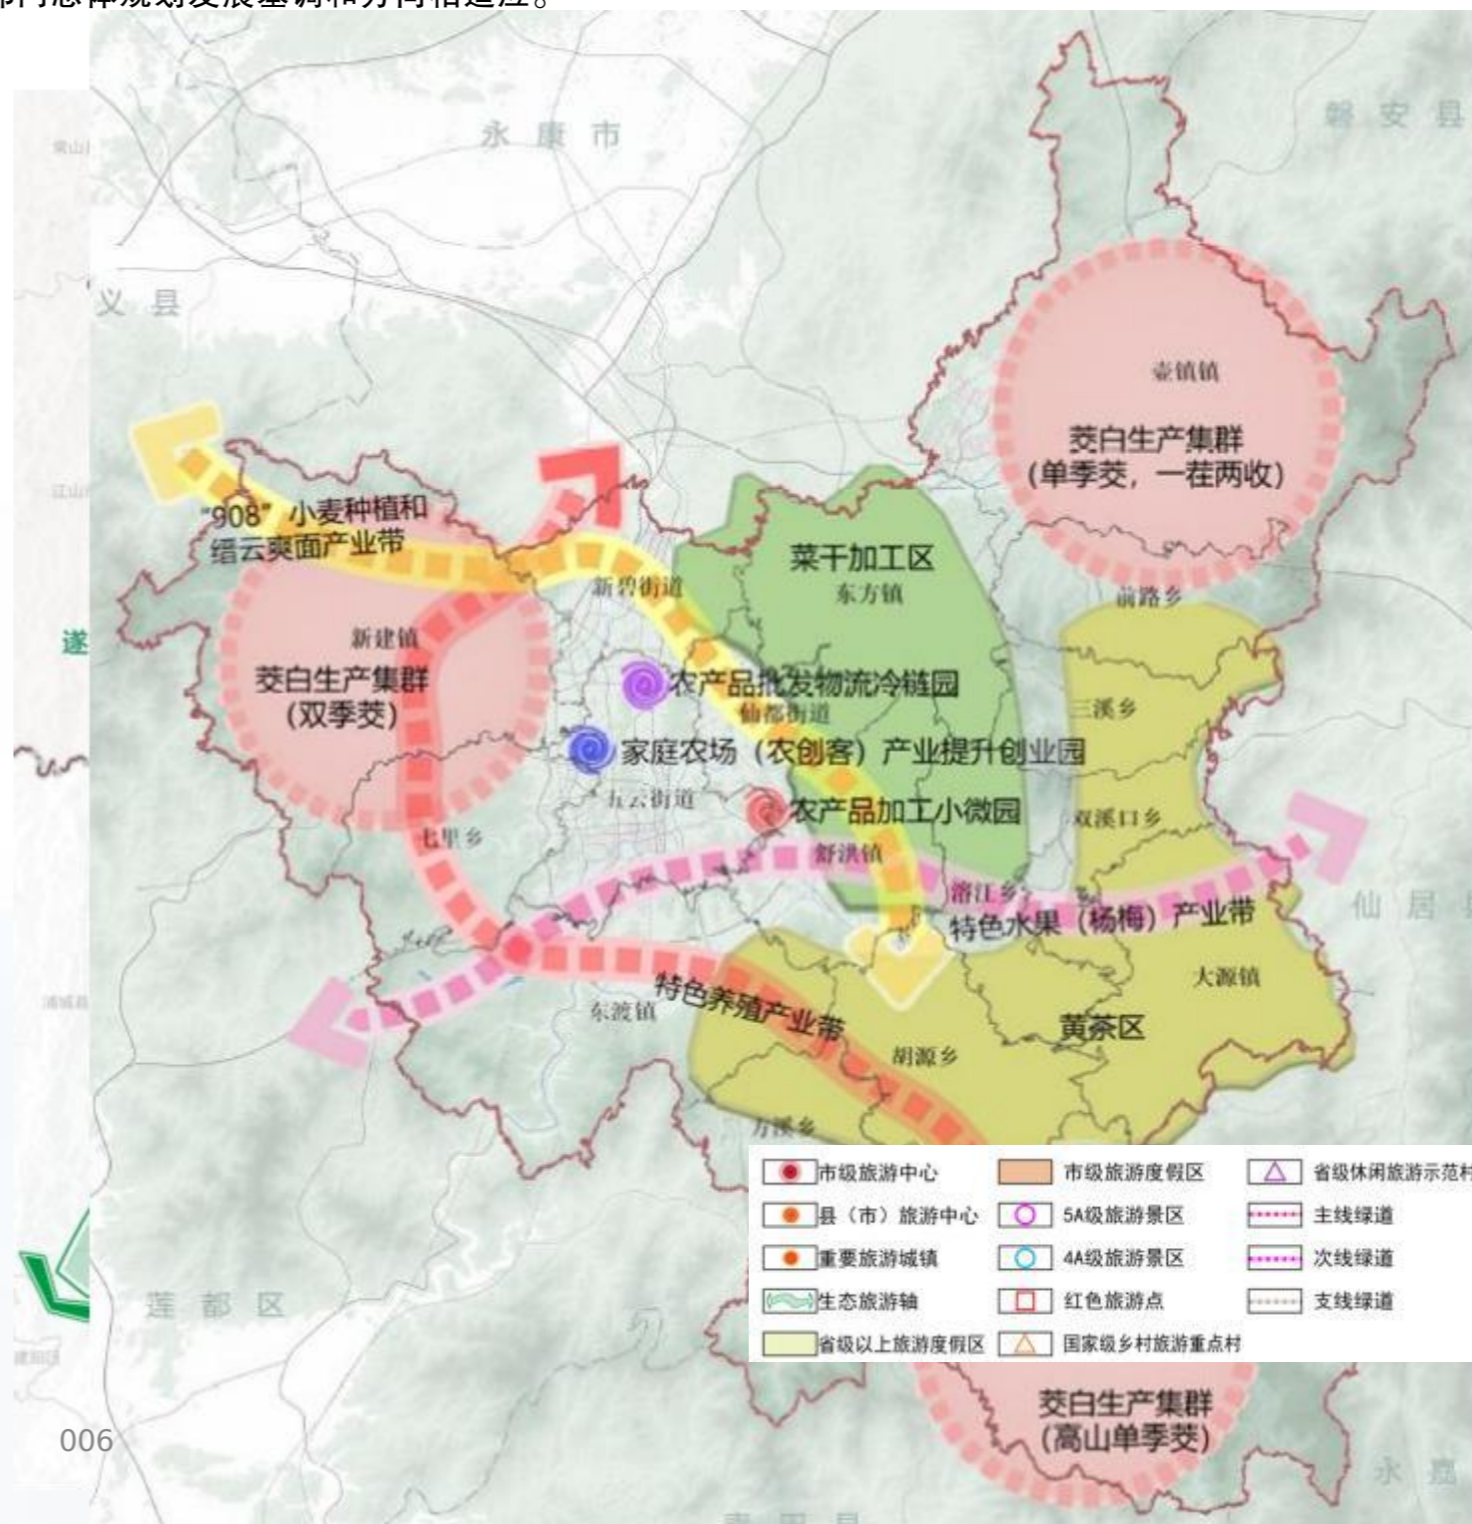 永康市
磐安县
义县
壶镇镇
茭白生产集群
(单季茭，一茬两收)
“908”小麦种植和
缙云爽面产业带
菜干加工区
东方镇
新碧街道
前路乡
遂
新建镇
茭白生产集群
(双季茭)
农产品批发物流冷链园
仙都街道
三溪乡
家庭农场（农创客）产业提升创业园
五云街道
农产品加工小微园
双溪口乡
七里乡
舒洪镇
溶江乡
特色水果（杨梅）产业带
仙居县
大源镇
特色养殖产业带
东渡镇
黄茶区
胡源乡
方溪乡
市级旅游中心
市级旅游度假区
省级休闲旅游示范村
县（市）旅游中心
5A级旅游景区
主线绿道
重要旅游城镇
4A级旅游景区
次线绿道
生态旅游轴
红色旅游点
支线绿道
省级以上旅游度假区
国家级乡村旅游重点村
莲都区
茭白生产集群
(高山单季茭)
006
永嘉